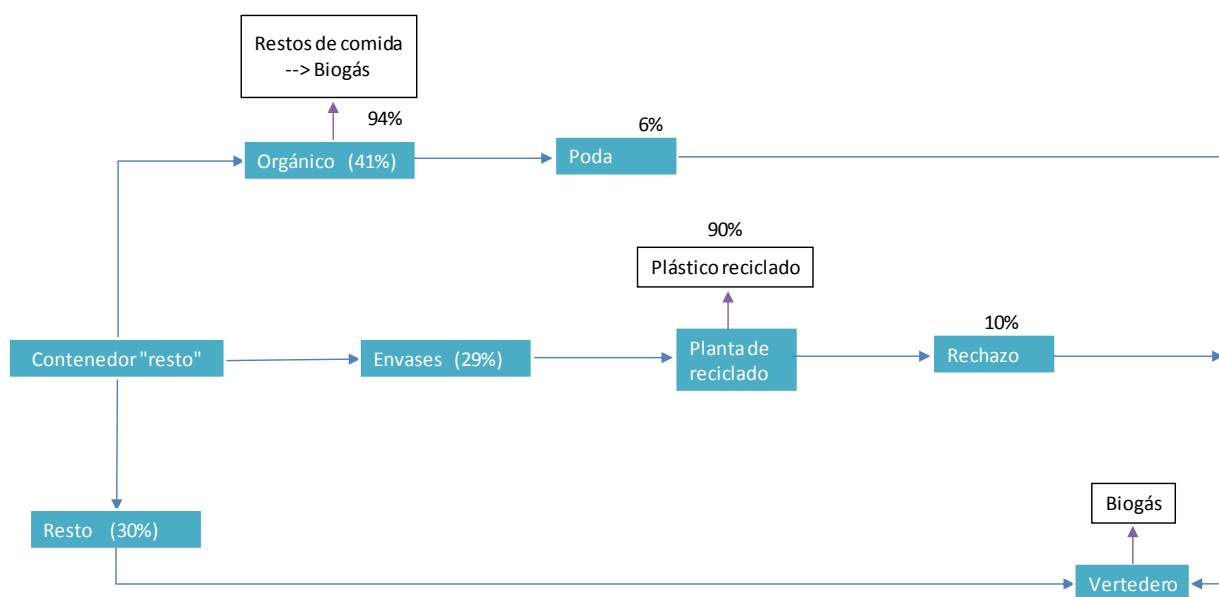 Restos de comida
--> Biogás
94%
6%
Orgánico (41%)
Poda
90%
Plástico reciclado
10%
Contenedor "resto"
Envases (29%)
Planta de
reciclado
Rechazo
Biogás
Resto (30%)
Vertedero